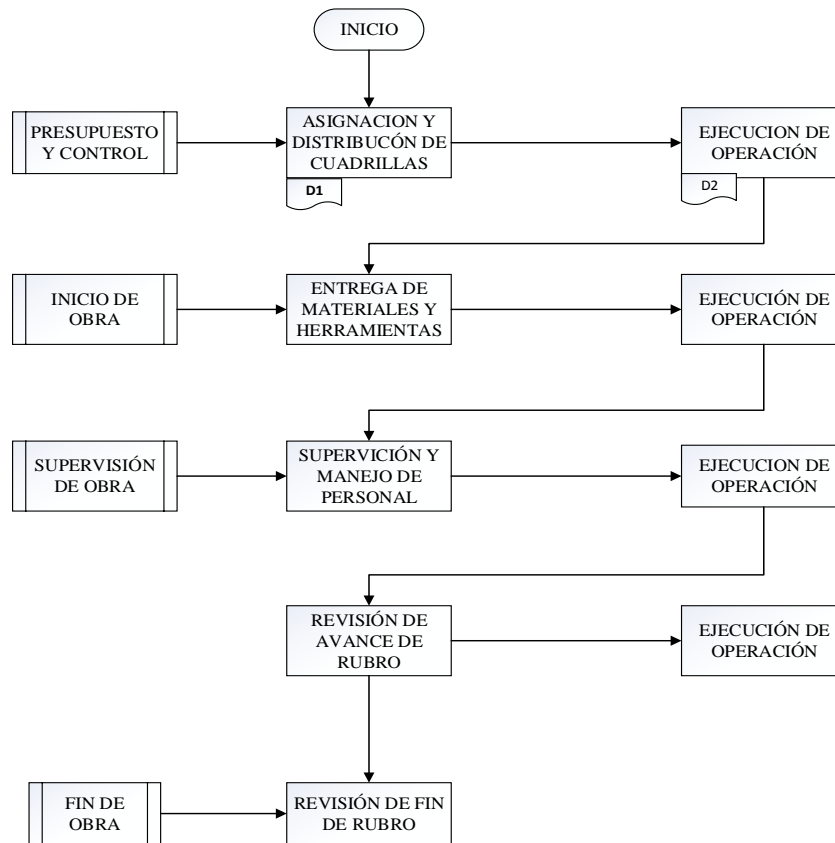 INICIO
PRESUPUESTO
Y CONTROL
ASIGNACION Y
DISTRIBUCÓN DE
CUADRILLAS
D1
EJECUCION DE
OPERACIÓN
D2
INICIO DE
OBRA
ENTREGA DE
MATERIALES Y
HERRAMIENTAS
EJECUCIÓN DE
OPERACIÓN
SUPERVISIÓN
DE OBRA
SUPERVICIÓN Y
MANEJO DE
PERSONAL
EJECUCION DE
OPERACIÓN
REVISIÓN DE
AVANCE DE
RUBRO
EJECUCIÓN DE
OPERACIÓN
FIN DE
OBRA
REVISIÓN DE FIN
DE RUBRO